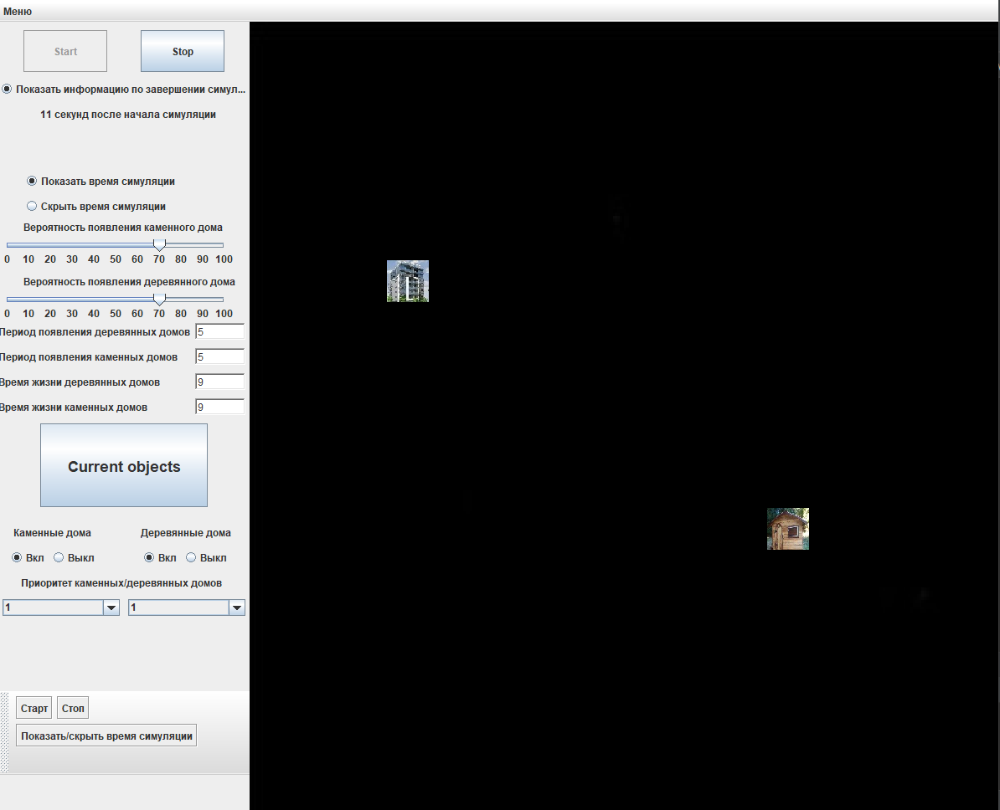 Меню
Start Stop
Показать информацию по завершении симул...
11 секунд после начала симуляции
Показать время симуляции
Скрыть время симуляции
Вероятность появления каменного дома
0 10 20 30 40 50 60 70 80 90 100
Вероятность появления деревянного дома
0 10 20 30 40 50 60 70 80 90 100
Период появления деревянных домов 5
Период появления каменных домов 5
Время жизни деревянных домов 9
Время жизни каменных домов 9
Current objects
Каменные дома Деревянные дома
Вкл Выкл Вкл Выкл
Приоритет каменных/деревянных домов
1 1
Старт Стоп
Показать/скрыть время симуляции